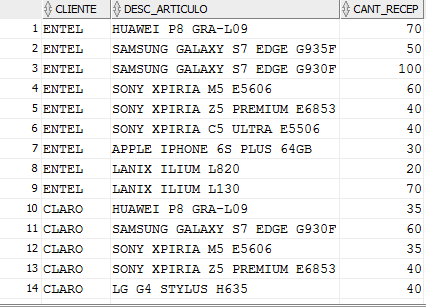 CLIENTE DESC_ARTICULO CANT_RECEP
1 ENTEL HUAWEI P8 GRA-L09 70
2 ENTEL SAMSUNG GALAXY S7 EDGE G935F 50
3 ENTEL SAMSUNG GALAXY S7 EDGE G930F 100
4 ENTEL SONY XPIRIA M5 E5606 60
5 ENTEL SONY XPIRIA Z5 PREMIUM E6853 40
6 ENTEL SONY XPIRIA C5 ULTRA E5506 40
7 ENTEL APPLE IPHONE 6S PLUS 64GB 30
8 ENTEL LANIX ILIUM L820 20
9 ENTEL LANIX ILIUM L130 70
10 CLARO HUAWEI P8 GRA-L09 35
11 CLARO SAMSUNG GALAXY S7 EDGE G930F 60
12 CLARO SONY XPIRIA M5 E5606 35
13 CLARO SONY XPIRIA Z5 PREMIUM E6853 40
14 CLARO LG G4 STYLUS H635 40